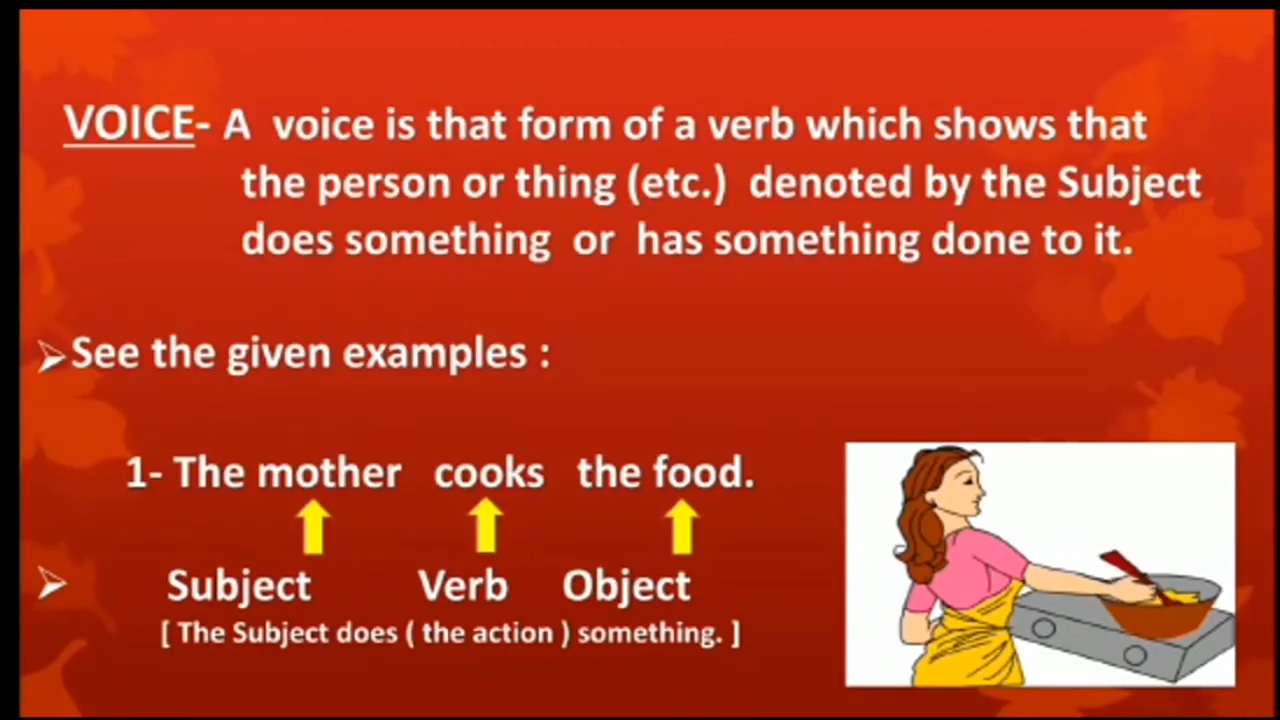 VOICE- A voice is that form of a verb which shows that
the person or thing (etc.) denoted by the Subject
does something or has something done to it.
➢See the given examples :
1- The mother cooks the food.
➢ Subject Verb Object
[ The Subject does ( the action ) something. ]